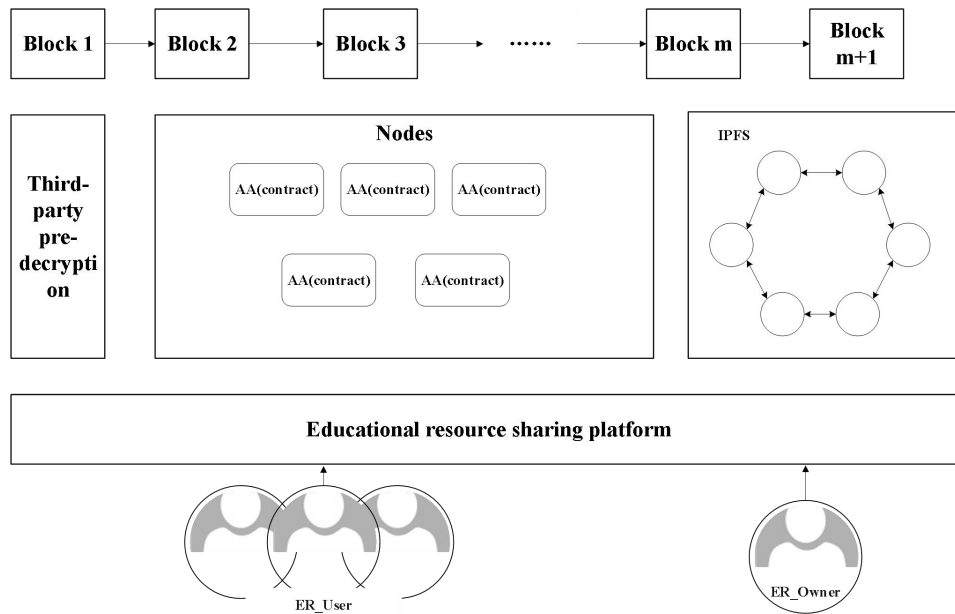 Block 1
Block 2
Block 3
……
Block m
Block
m+1
Third-
party
pre-
decrypti
on
Nodes
AA(contract)
AA(contract)
AA(contract)
AA(contract)
AA(contract)
IPFS
Educational resource sharing platform
ER_User
ER_Owner